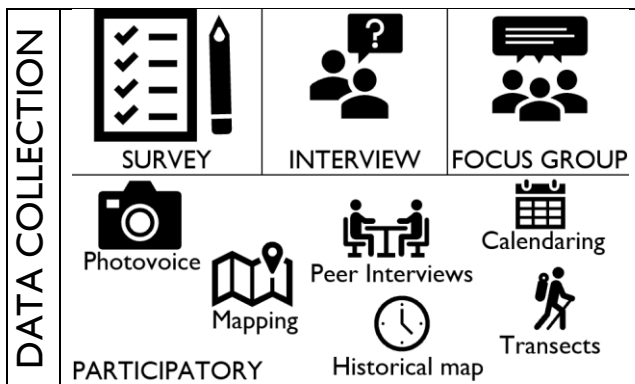 DATA COLLECTION
SURVEY
INTERVIEW
?
FOCUS GROUP
Photovoice
Mapping
Peer Interviews
Calendaring
Historical map
Transects
PARTICIPATORY